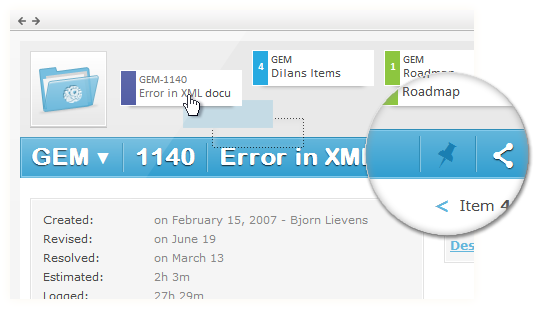 GEM-1140
Error in XML docu
4
GEM
Dilans Items
1
GEM
Roadmap
Roadmap
GEM ▾ 1140 Error in XML
< Item 4
Created: on February 15, 2007 - Bjorn Lievens
Revised: on June 19
Resolved: on March 13
Estimated: 2h 3m
Logged: 27h 29m
Des